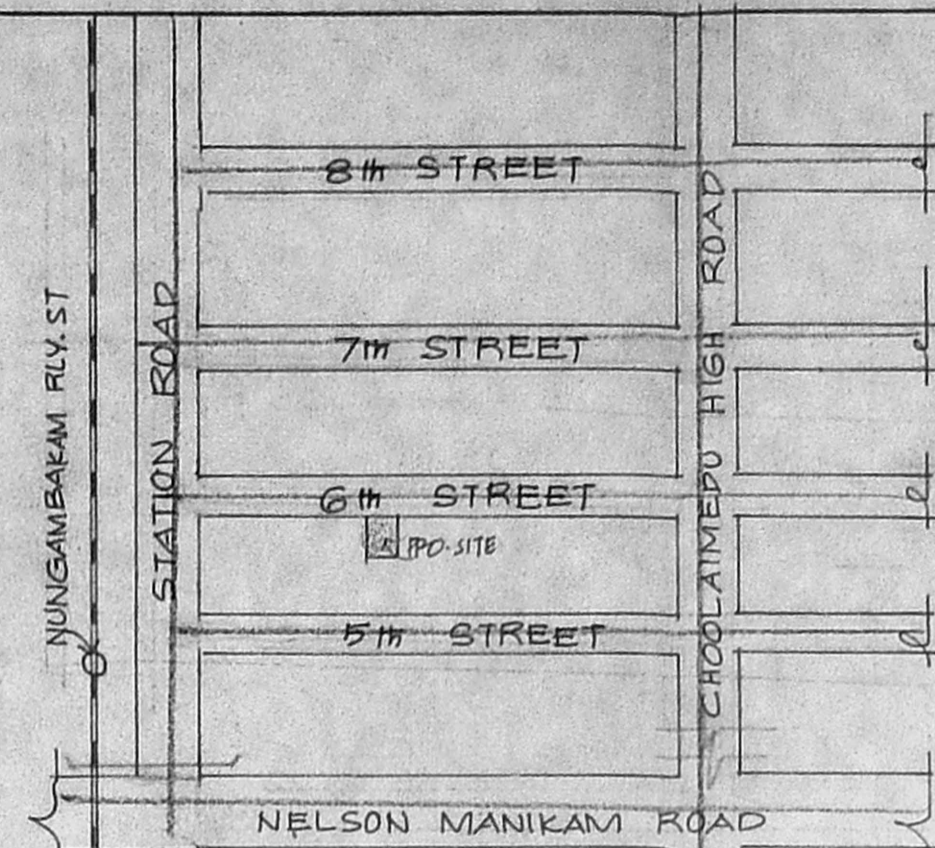 8th STREET
7th STREET
6th STREET
PPO.SITE
5th STREET
NELSON MANIKAM ROAD
NUNGAMBAKAM RLY.ST
STATION ROAD
CHOOLAIMEDU HIGH ROAD